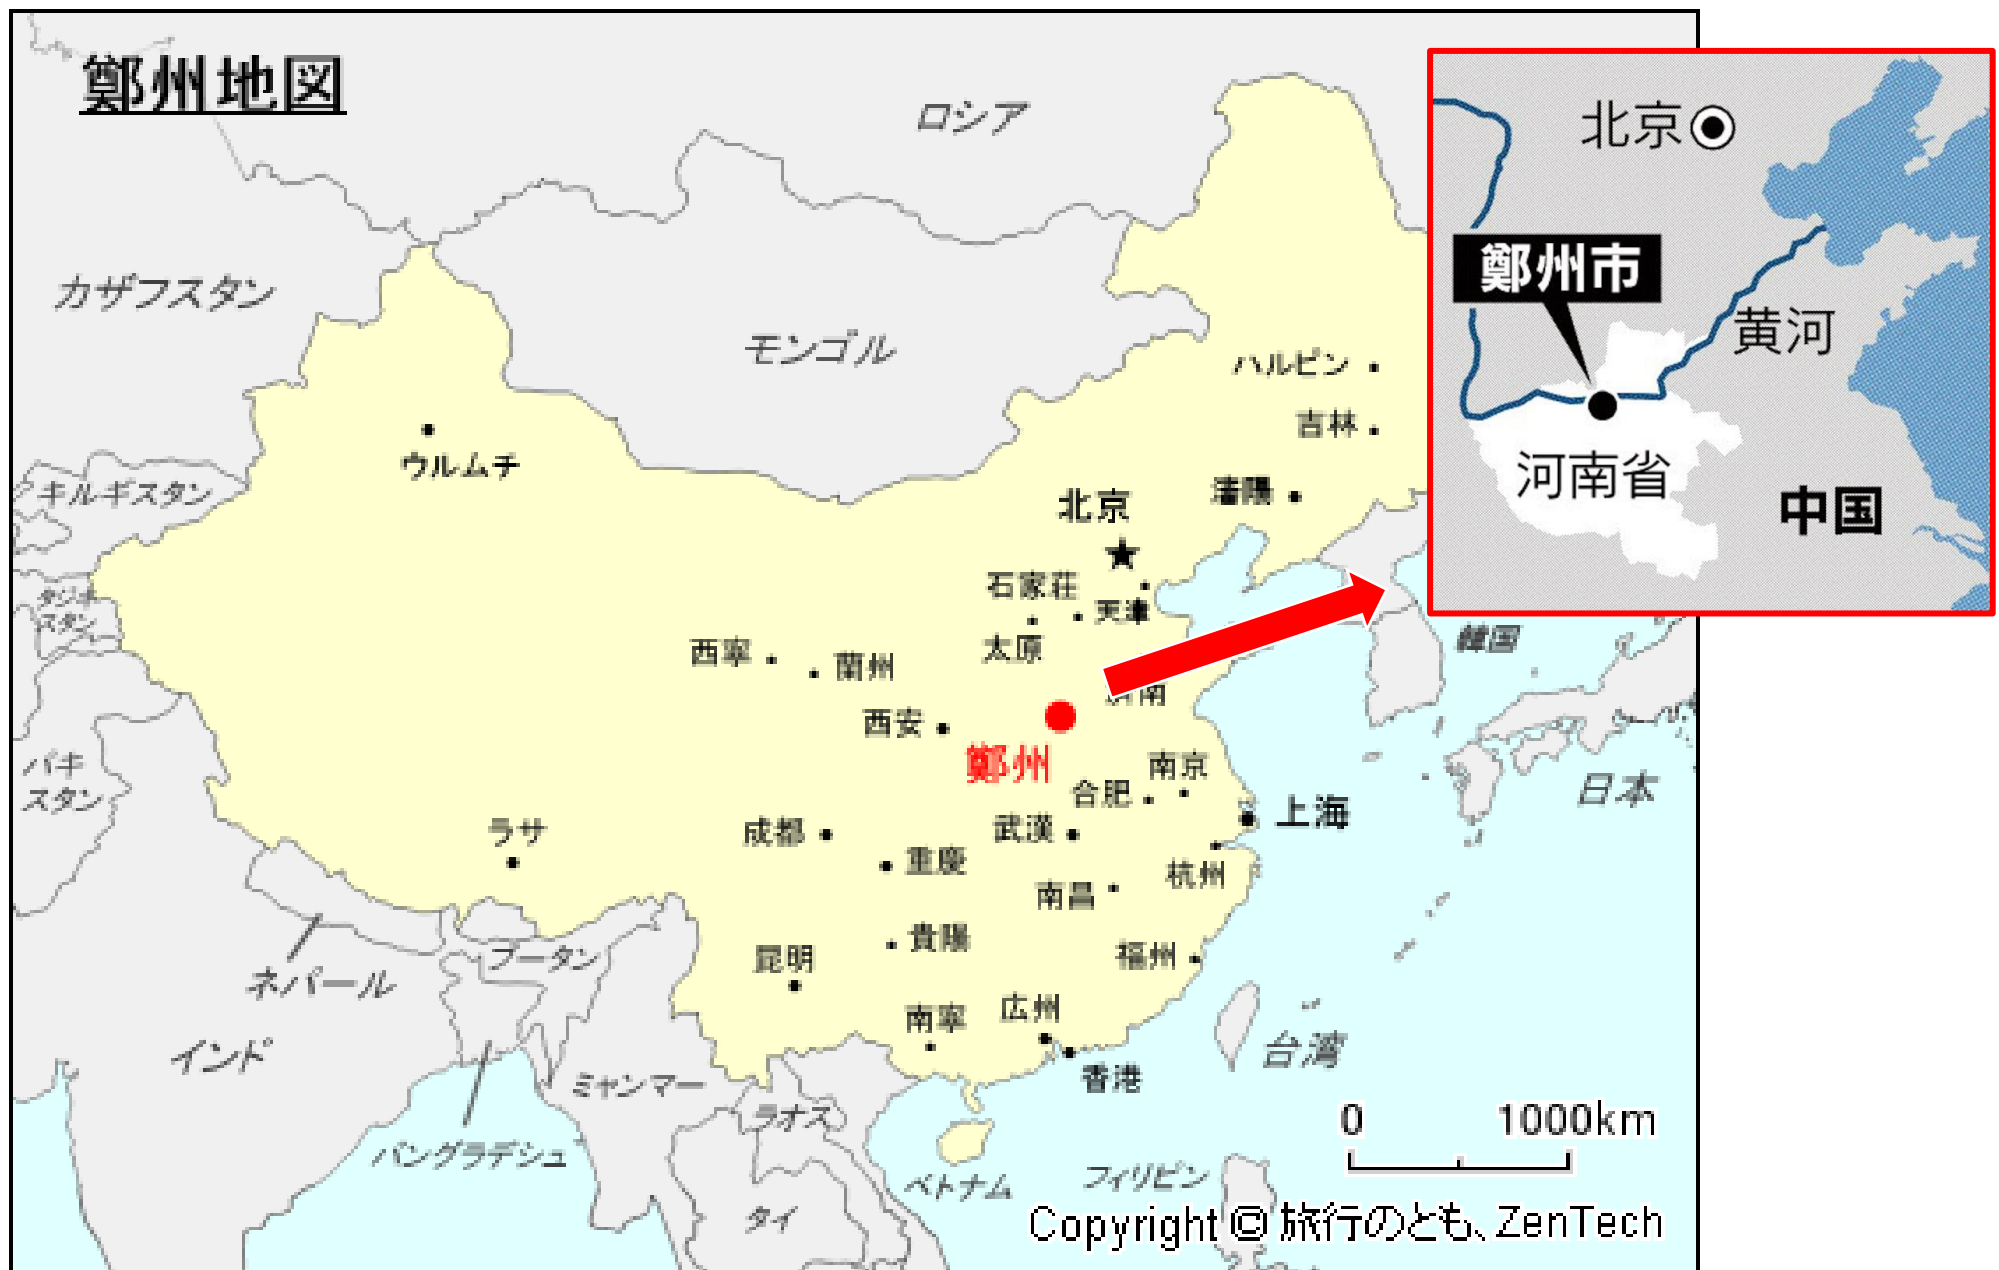 鄭州地図
ロシア
カザフスタン
モンゴル
ハルビン
吉林
瀋陽
ウルムチ
キルギスタン
北京
石家荘
天津
タジキ
スタン
太原
西寧
蘭州
韓国
西安
鄭州
南京
合肥
パキ
スタン
日本
上海
ラサ
成都
武漢
重慶
杭州
南昌
貴陽
福州
昆明
ブータン
ネパール
南寧
広州
台湾
インド
香港
ミャンマー
ラオス
バングラデシュ
ベトナム
フィリピン
タイ
0 1000km
Copyright © 旅行のとも、ZenTech
北京
鄭州市
黄河
河南省
中国